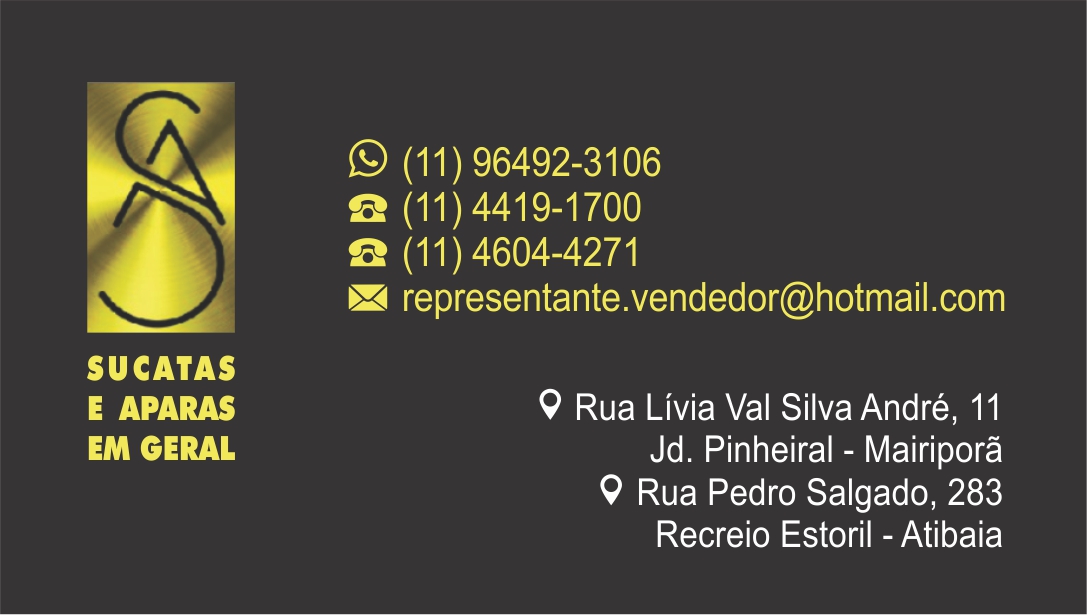 SA
SUCATAS
E APARAS
EM GERAL
(11) 96492-3106
(11) 4419-1700
(11) 4604-4271
representante.vendedor@hotmail.com
Rua Lívia Val Silva André, 11
Jd. Pinheiral - Mairiporã
Rua Pedro Salgado, 283
Recreio Estoril - Atibaia